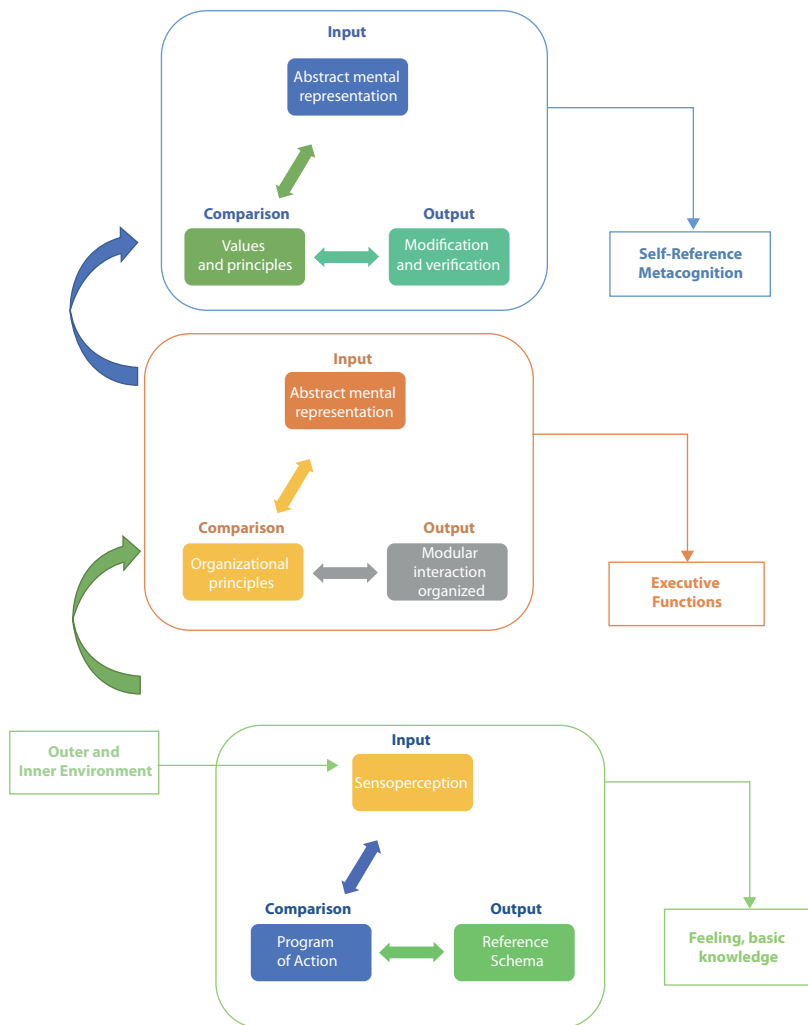 Input
Abstract mental
representation
Comparison
Output
Values
and principles
Modification
and verification
Self-Reference
Metacognition
Input
Abstract mental
representation
Comparison
Output
Organizational
principles
Modular
interaction
organized
Executive
Functions
Outer and
Inner Environment
Input
Sensoperception
Comparison
Output
Program
of Action
Reference
Schema
Feeling, basic
knowledge